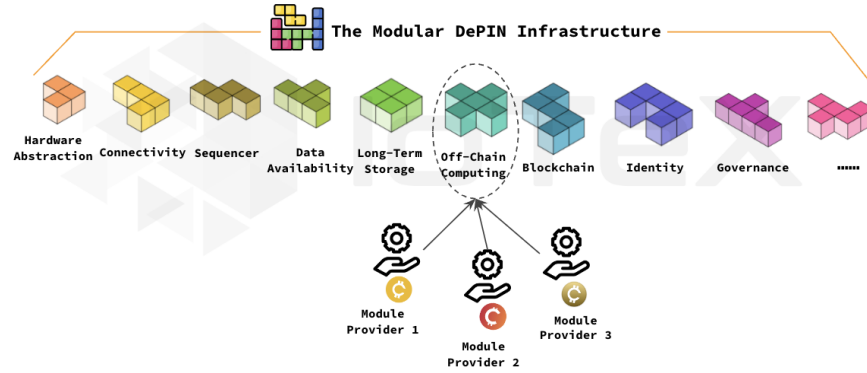 The Modular DePIN Infrastructure
Hardware
Abstraction
Connectivity
Sequencer
Data
Availability
Long-Term
Storage
Off-Chain
Computing
Blockchain
Identity
Governance
……
IoTeX
Module
Provider 1
Module
Provider 2
Module
Provider 3